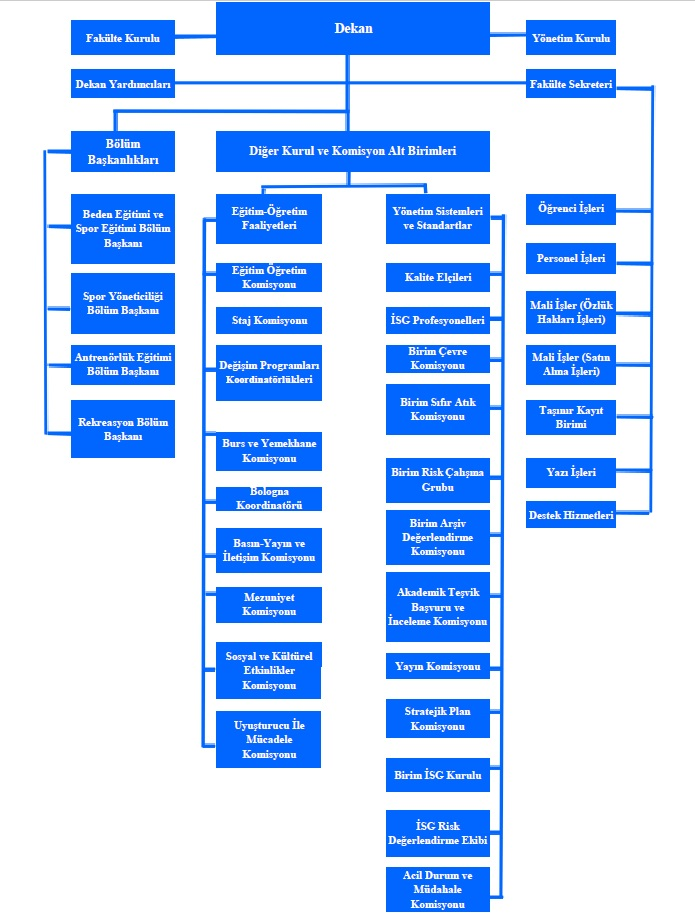 Dekan
Fakülte Kurulu
Yönetim Kurulu
Dekan Yardımcıları
Fakülte Sekreteri
Bölüm
Başkanlıkları
Diğer Kurul ve Komisyon Alt Birimleri
Beden Eğitimi ve
Spor Eğitimi Bölüm
Başkanı
Spor Yöneticiliği
Bölüm Başkanı
Antrenörlük Eğitimi
Bölüm Başkanı
Rekreasyon Bölüm
Başkanı
Eğitim-Öğretim
Faaliyetleri
Eğitim Öğretim
Komisyonu
Staj Komisyonu
Değişim Programları
Koordinatörlükleri
Burs ve Yemekhane
Komisyonu
Bologna
Koordinatörü
Basın-Yayın ve
İletişim Komisyonu
Mezuniyet
Komisyonu
Sosyal ve Kültürel
Etkinlikler
Komisyonu
Uyuşturucu İle
Mücadele
Komisyonu
Yönetim Sistemleri
ve Standartlar
Kalite Elçileri
İSG Profesyonelleri
Birim Çevre
Komisyonu
Birim Sıfır Atık
Komisyonu
Birim Risk Çalışma
Grubu
Birim Arşiv
Değerlendirme
Komisyonu
Akademik Teşvik
Başvuru ve
İnceleme Komisyonu
Yayın Komisyonu
Stratejik Plan
Komisyonu
Birim İSG Kurulu
İSG Risk
Değerlendirme Ekibi
Acil Durum ve
Müdahale
Komisyonu
Öğrenci İşleri
Personel İşleri
Mali İşler (Özlük
Hakları İşleri)
Mali İşler (Satın
Alma İşleri)
Taşınır Kayıt
Birimi
Yazı İşleri
Destek Hizmetleri